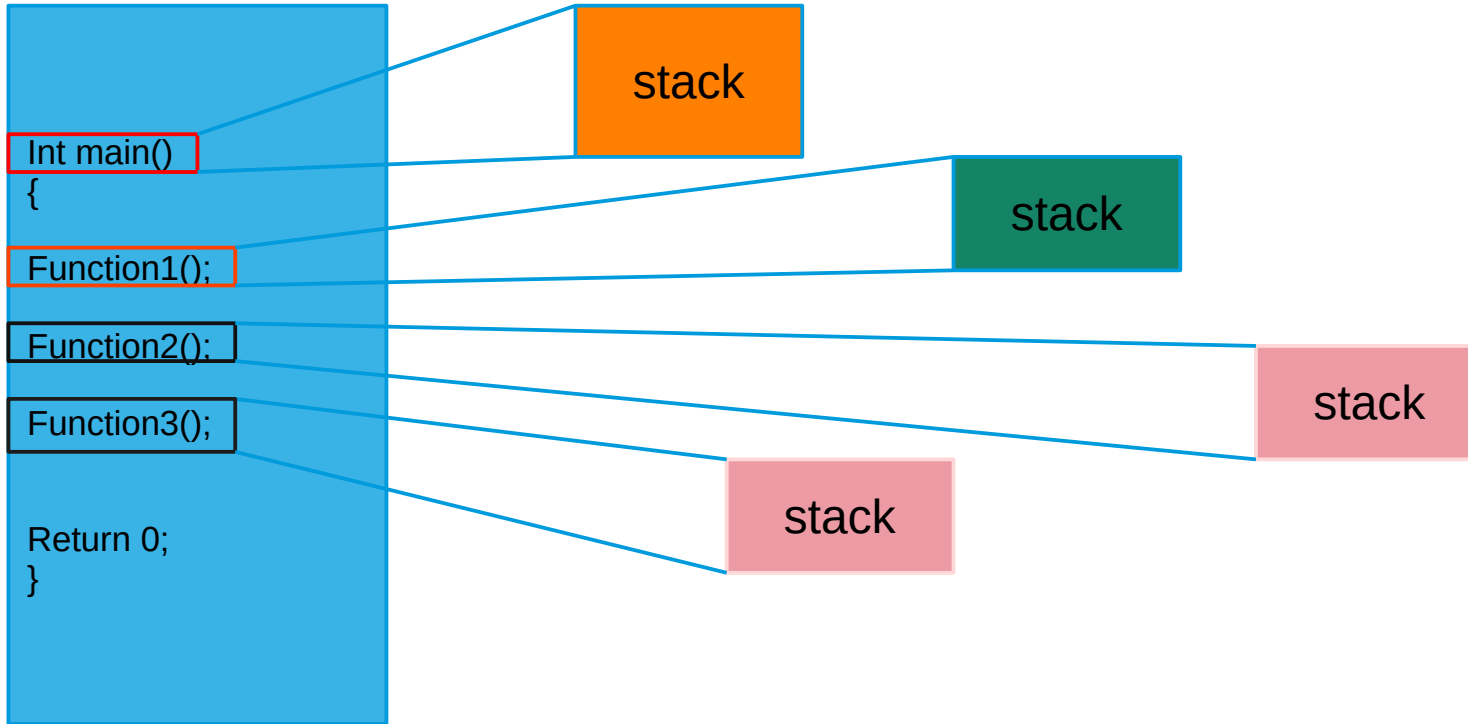 Int main()
{
Function1();
Function2();
Function3();
Return 0;
}
stack
stack
stack
stack